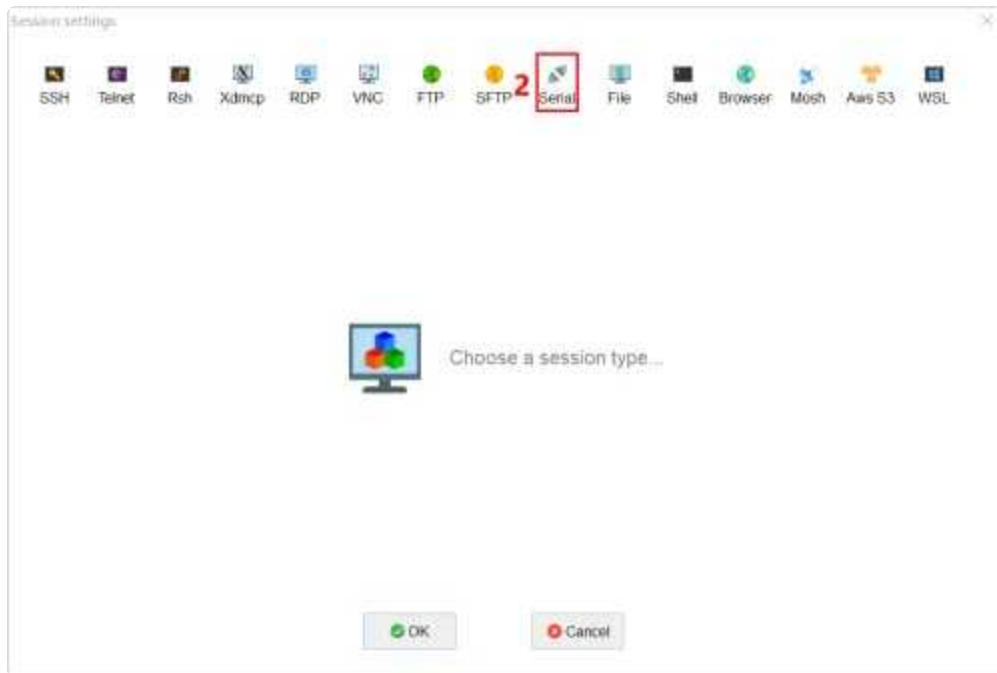 Session settings
SSH Telnet Rsh Xdmcp RDP VNC FTP SFTP 2 Serial File Shell Browser Mosh Aws S3 WSL
Choose a session type...
OK Cancel